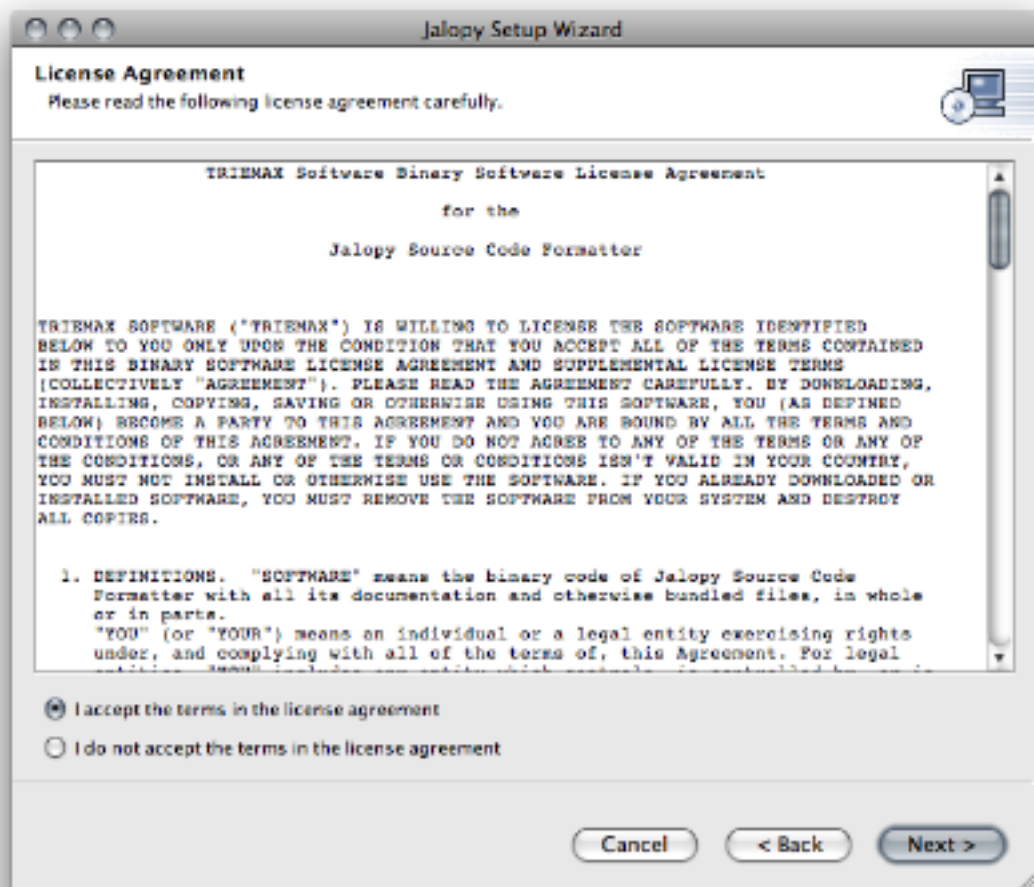 Jalopy Setup Wizard
License Agreement
Please read the following license agreement carefully.
TRIEMAX Software Binary Software License Agreement
for the
Jalopy Source Code Formatter
TRIEMAX SOFTWARE ("TRIEMAX") IS WILLING TO LICENSE THE SOFTWARE IDENTIFIED
BELOW TO YOU ONLY UPON THE CONDITION THAT YOU ACCEPT ALL OF THE TERMS CONTAINED
IN THIS BINARY SOFTWARE LICENSE AGREEMENT AND SUPPLEMENTAL LICENSE TERMS
(COLLECTIVELY "AGREEMENT"). PLEASE READ THE AGREEMENT CAREFULLY. BY DOWNLOADING,
INSTALLING, COPYING, SAVING OR OTHERWISE USING THIS SOFTWARE, YOU (AS DEFINED
BELOW) BECOME A PARTY TO THIS AGREEMENT AND YOU ARE BOUND BY ALL THE TERMS AND
CONDITIONS OF THIS AGREEMENT. IF YOU DO NOT AGREE TO ANY OF THE TERMS OR ANY OF
THE CONDITIONS, OR ANY OF THE TERMS OR CONDITIONS ISN'T VALID IN YOUR COUNTRY,
YOU MUST NOT INSTALL OR OTHERWISE USE THE SOFTWARE. IF YOU ALREADY DOWNLOADED OR
INSTALLED SOFTWARE, YOU MUST REMOVE THE SOFTWARE FROM YOUR SYSTEM AND DESTROY
ALL COPIES.
1. DEFINITIONS. "SOFTWARE" means the binary code of Jalopy Source Code
Formatter with all its documentation and otherwise bundled files, in whole
or in parts.
"YOU" (or "YOUR") means an individual or a legal entity exercising rights
under, and complying with all of the terms of, this Agreement. For legal
I accept the terms in the license agreement
I do not accept the terms in the license agreement
Cancel
< Back
Next >